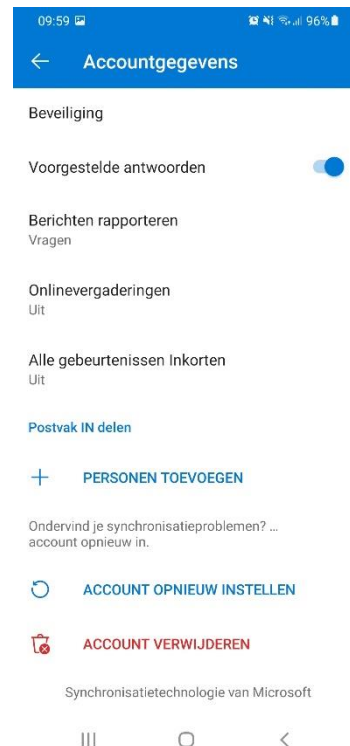 09:59 96%
Accountgegevens
Beveiliging
Voorgestelde antwoorden
Berichten rapporteren
Vragen
Onlinevergaderingen
Uit
Alle gebeurtenissen Inkorten
Uit
Postvak IN delen
PERSONEN TOEVOEGEN
Ondervind je synchronisatieproblemen? ...
account opnieuw in.
ACCOUNT OPNIEUW INSTELLEN
ACCOUNT VERWIJDEREN
Synchronisatietechnologie van Microsoft